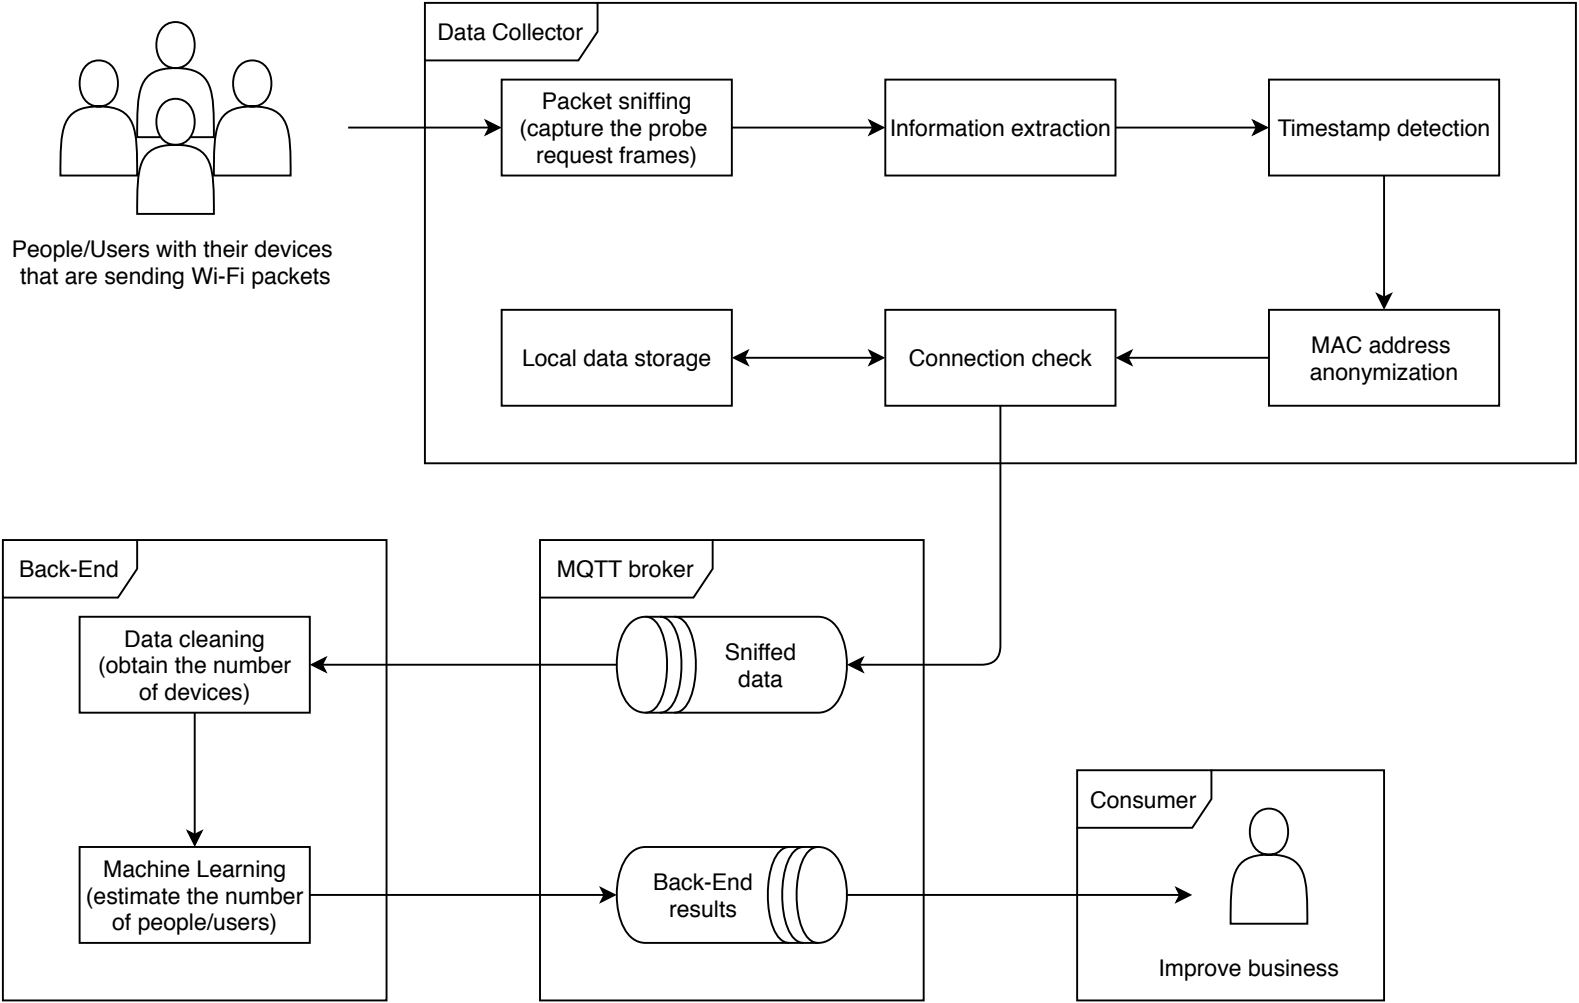 Data Collector
Packet sniffing
(capture the probe
request frames)
Information extraction
Timestamp detection
People/Users with their devices
that are sending Wi-Fi packets
Local data storage
Connection check
MAC address
anonymization
Back-End
MQTT broker
Data cleaning
(obtain the number
of devices)
Sniffed
data
Consumer
Machine Learning
(estimate the number
of people/users)
Back-End
results
Improve business